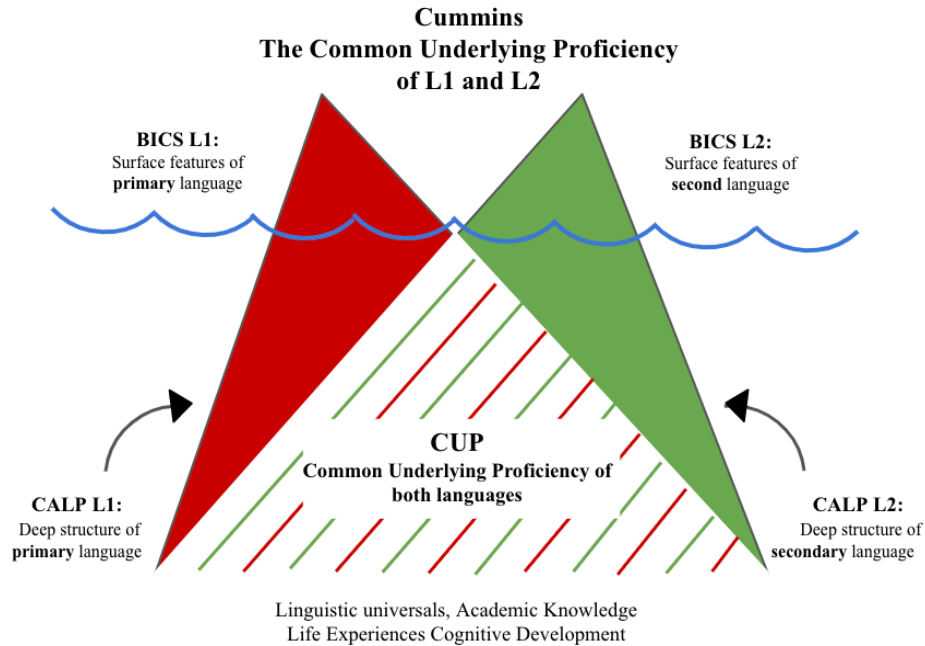 Cummins
The Common Underlying Proficiency
of L1 and L2
BICS L1:
Surface features of
primary language
BICS L2:
Surface features of
second language
CUP
Common Underlying Proficiency of
both languages
CALP L1:
Deep structure of
primary language
CALP L2:
Deep structure of
secondary language
Linguistic universals, Academic Knowledge
Life Experiences Cognitive Development